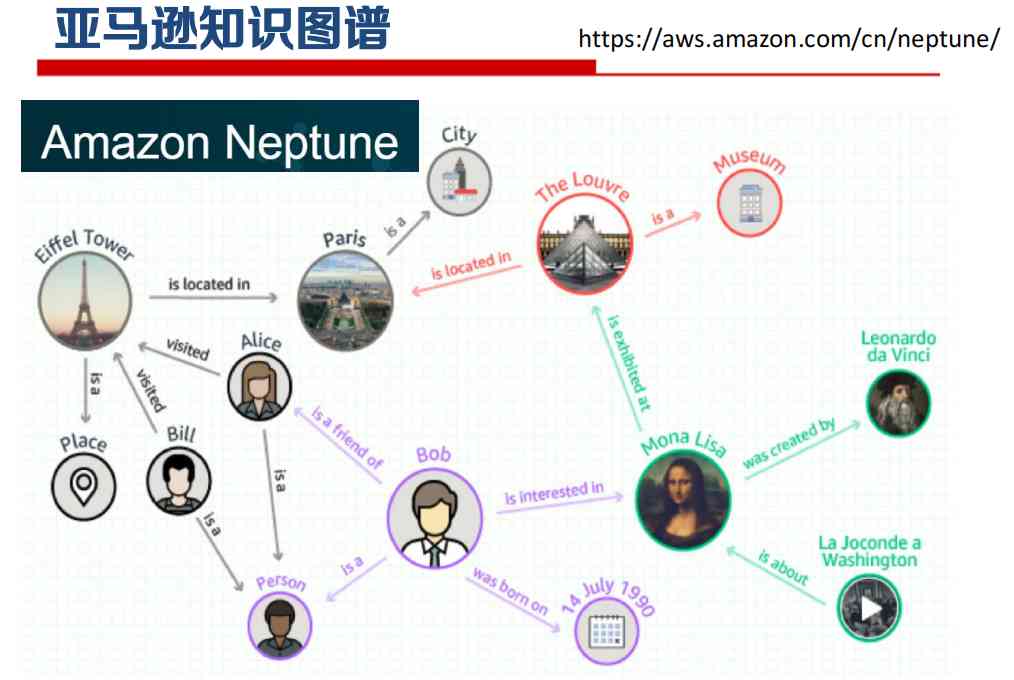 亚马逊知识图谱
https://aws.amazon.com/cn/neptune/
Amazon Neptune
City
Museum
The Louvre
is a
is a
Paris
Eiffel Tower
is located in
is located in
Alice
visited
visited
is exhibited at
Leonardo
da Vinci
is a
is a friend of
Place
Bill
Bob
Mona Lisa
was created by
is a
is interested in
is a
La Joconde a
Washington
is about
Person
is a
was born on
14 July 1990